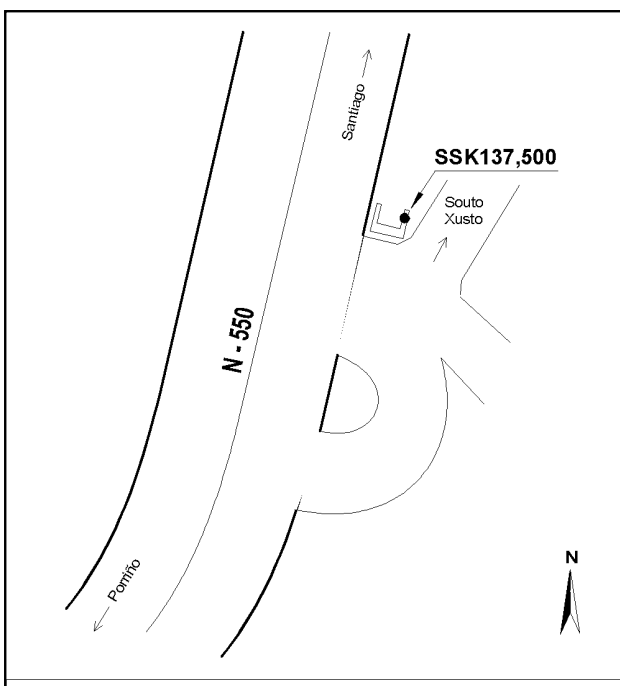 Santiago
SSK137,500
Souto
Xusto
N - 550
Porriño
N